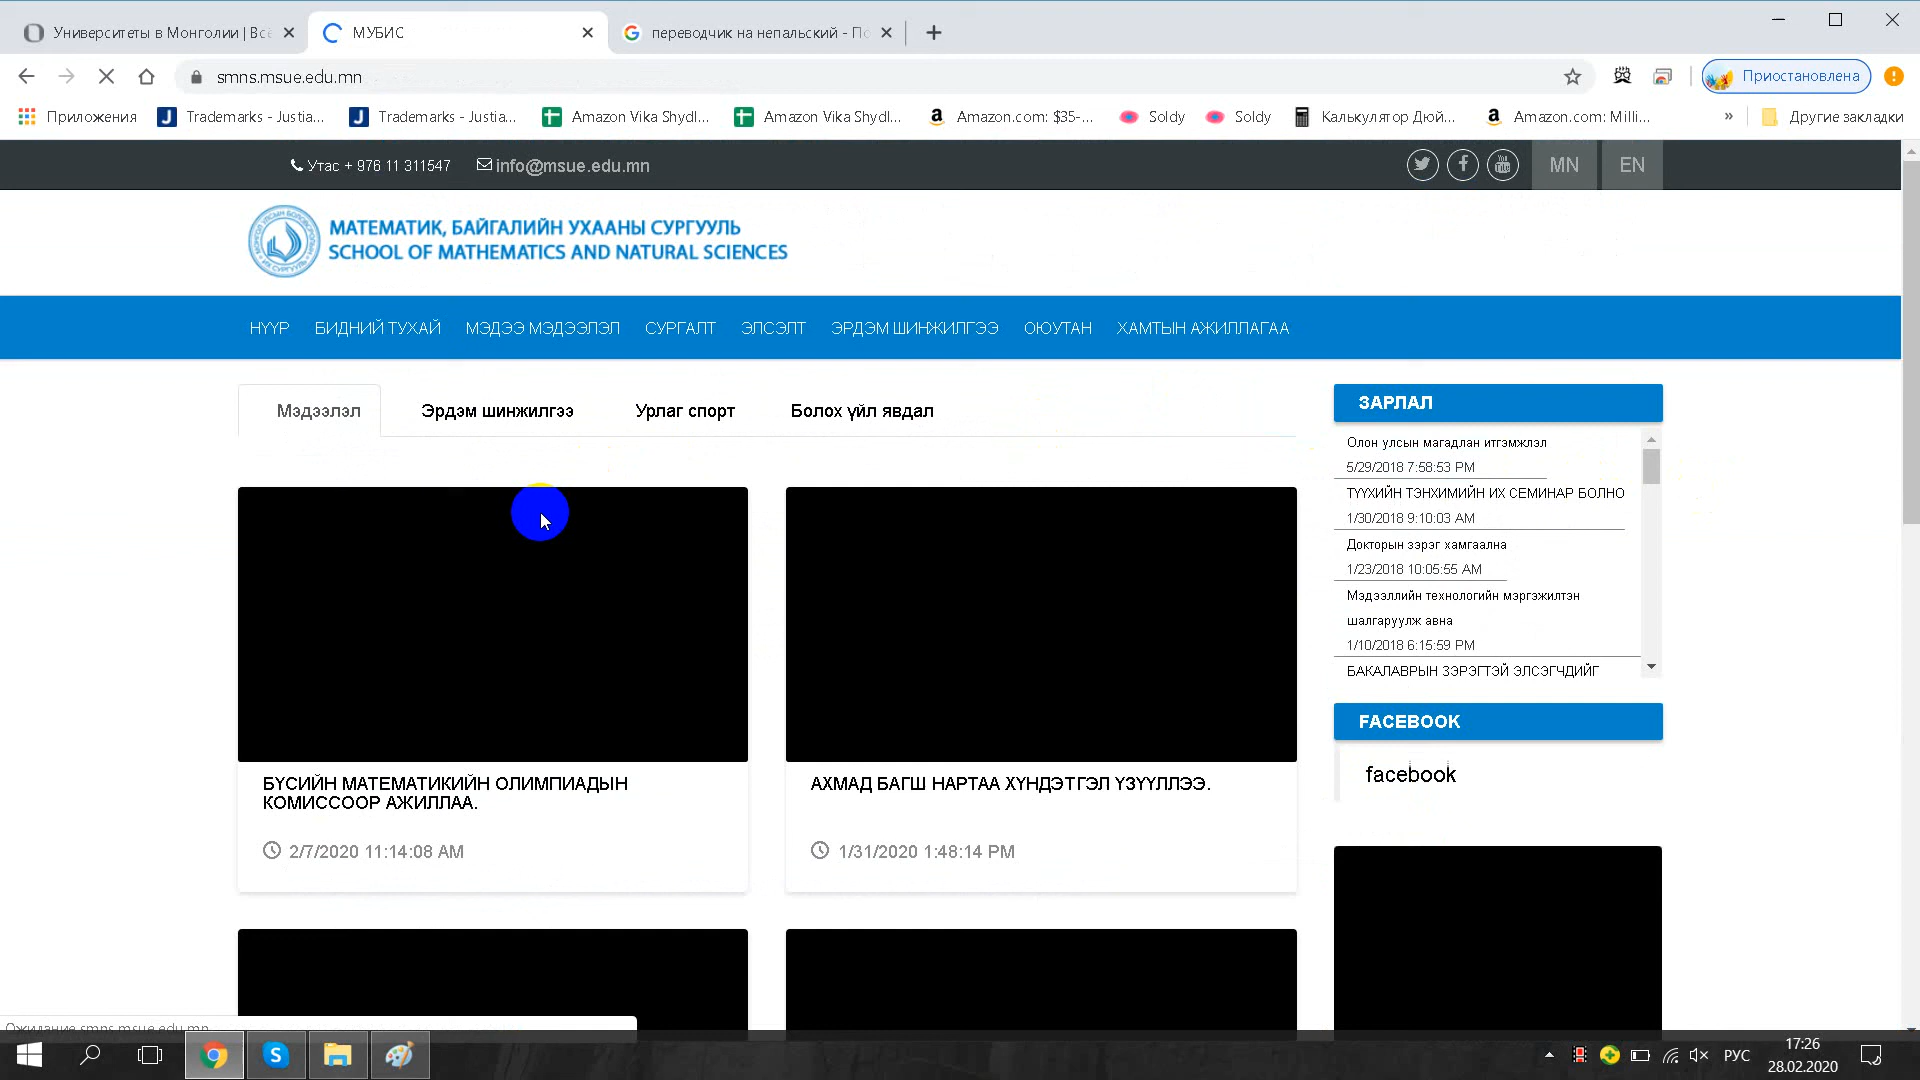 Университеты в Монголии | Все
МУБИС
переводчик на непальский - По
smns.msue.edu.mn
Приостановлена
Приложения
Trademarks - Justia...
Trademarks - Justia...
Amazon Vika Shydl...
Amazon Vika Shydl...
Amazon.com: $35-...
Soldy
Soldy
Калькулятор Дюй...
Amazon.com: Milli...
»
Другие закладки
Утас + 976 11 311547
info@msue.edu.mn
MN
EN
МАТЕМАТИК, БАЙГАЛИЙН УХААНЫ СУРГУУЛЬ
SCHOOL OF MATHEMATICS AND NATURAL SCIENCES
НҮҮР
БИДНИЙ ТУХАЙ
МЭДЭЭ МЭДЭЭЛЭЛ
СУРГАЛТ
ЭЛСЭЛТ
ЭРДЭМ ШИНЖИЛГЭЭ
ОЮУТАН
ХАМТЫН АЖИЛЛАГАА
Мэдээлэл
Эрдэм шинжилгээ
Урлаг спорт
Болох үйл явдал
БҮСИЙН МАТЕМАТИКИЙН ОЛИМПИАДЫН
КОМИССООР АЖИЛЛАА.
2/7/2020 11:14:08 AM
АХМАД БАГШ НАРТАА ХҮНДЭТГЭЛ ҮЗҮҮЛЛЭЭ.
1/31/2020 1:48:14 PM
ЗАРЛАЛ
Олон улсын магадлан итгэмжлэл
5/29/2018 7:58:53 PM
ТҮҮХИЙН ТЭНХИМИЙН ИХ СЕМИНАР БОЛНО
1/30/2018 9:10:03 AM
Докторын зэрэг хамгаална
1/23/2018 10:05:55 AM
Мэдээллийн технологийн мэргэжилтэн
шалгаруулж авна
1/10/2018 6:15:59 PM
БАКАЛАВРЫН ЗЭРЭГТЭЙ ЭЛСЭГЧДИЙГ
FACEBOOK
facebook
Ожидание smns.msue.edu.mn
РУС
17:26
28.02.2020